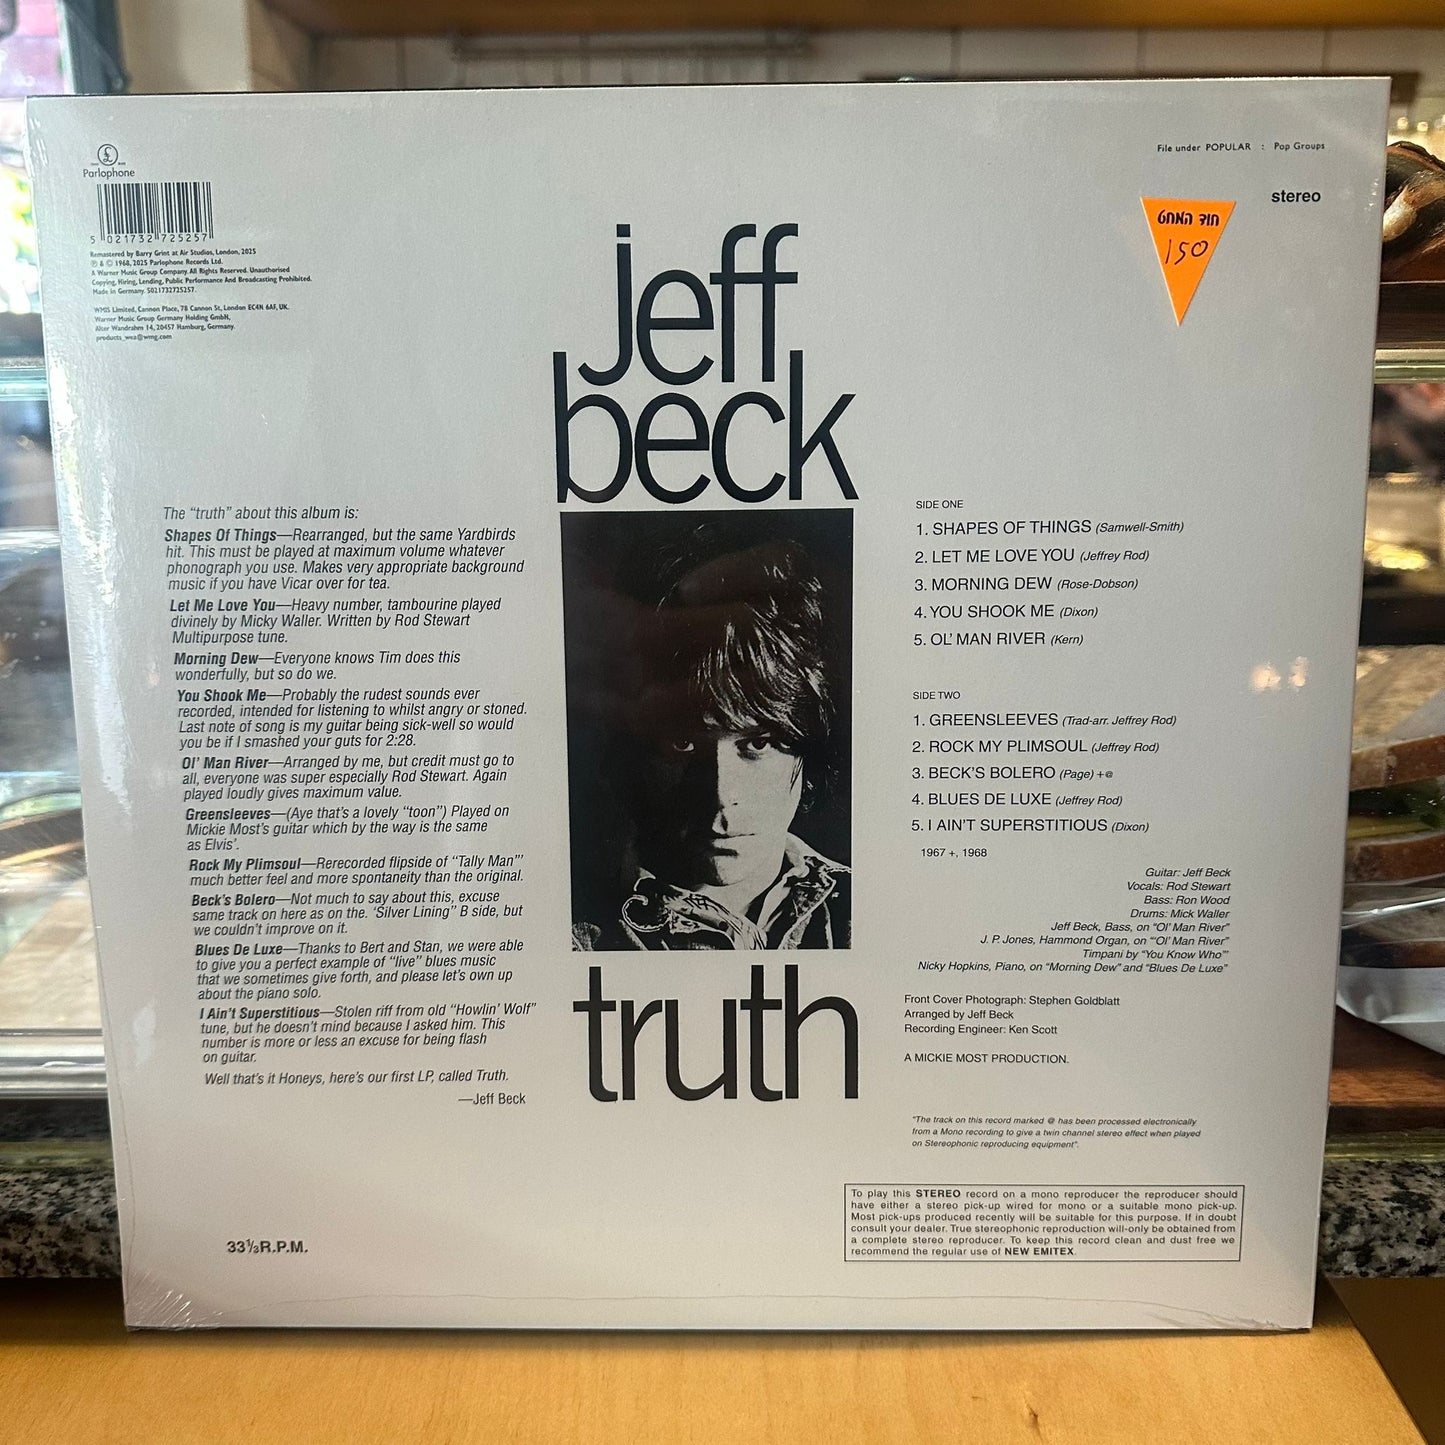 Parlophone
5 021732 725257
Remastered by Barry Grint at Air Studios, London, 2025
℗ & © 1968, 2025 Parlophone Records Ltd.
A Warner Music Group Company. All Rights Reserved. Unauthorised
Copying, Hiring, Lending, Public Performance And Broadcasting Prohibited.
Made in Germany. 5021732725257.
WMIS Limited, Cannon Place, 78 Cannon St, London EC4N 6AF, UK.
Warner Music Group Germany Holding GmbH,
Alter Wandrahm 14, 20457 Hamburg, Germany.
products_wea@wmg.com
File under POPULAR : Pop Groups
stereo
חוד המחט
150
jeff
beck
The “truth” about this album is:
Shapes Of Things—Rearranged, but the same Yardbirds
hit. This must be played at maximum volume whatever
phonograph you use. Makes very appropriate background
music if you have Vicar over for tea.
Let Me Love You—Heavy number, tambourine played
divinely by Micky Waller. Written by Rod Stewart
Multipurpose tune.
Morning Dew—Everyone knows Tim does this
wonderfully, but so do we.
You Shook Me—Probably the rudest sounds ever
recorded, intended for listening to whilst angry or stoned.
Last note of song is my guitar being sick-well so would
you be if I smashed your guts for 2:28.
Ol’ Man River—Arranged by me, but credit must go to
all, everyone was super especially Rod Stewart. Again
played loudly gives maximum value.
Greensleeves—(Aye that’s a lovely “toon”) Played on
Mickie Most’s guitar which by the way is the same
as Elvis’.
Rock My Plimsoul—Rerecorded flipside of “Tally Man”’
much better feel and more spontaneity than the original.
Beck’s Bolero—Not much to say about this, excuse
same track on here as on the. ‘Silver Lining” B side, but
we couldn’t improve on it.
Blues De Luxe—Thanks to Bert and Stan, we were able
to give you a perfect example of “live” blues music
that we sometimes give forth, and please let’s own up
about the piano solo.
I Ain’t Superstitious—Stolen riff from old “Howlin’ Wolf”
tune, but he doesn’t mind because I asked him. This
number is more or less an excuse for being flash
on guitar.
Well that’s it Honeys, here’s our first LP, called Truth.
—Jeff Beck
truth
SIDE ONE
1. SHAPES OF THINGS (Samwell-Smith)
2. LET ME LOVE YOU (Jeffrey Rod)
3. MORNING DEW (Rose-Dobson)
4. YOU SHOOK ME (Dixon)
5. OL’ MAN RIVER (Kern)
SIDE TWO
1. GREENSLEEVES (Trad-arr. Jeffrey Rod)
2. ROCK MY PLIMSOUL (Jeffrey Rod)
3. BECK’S BOLERO (Page) +@
4. BLUES DE LUXE (Jeffrey Rod)
5. I AIN’T SUPERSTITIOUS (Dixon)
1967 +, 1968
Guitar: Jeff Beck
Vocals: Rod Stewart
Bass: Ron Wood
Drums: Mick Waller
Jeff Beck, Bass, on “Ol’ Man River”
J. P. Jones, Hammond Organ, on “‘Ol’ Man River”
Timpani by “You Know Who”’
Nicky Hopkins, Piano, on “Morning Dew” and “Blues De Luxe”
Front Cover Photograph: Stephen Goldblatt
Arranged by Jeff Beck
Recording Engineer: Ken Scott
A MICKIE MOST PRODUCTION.
“The track on this record marked @ has been processed electronically
from a Mono recording to give a twin channel stereo effect when played
on Stereophonic reproducing equipment”.
To play this STEREO record on a mono reproducer the reproducer should
have either a stereo pick-up wired for mono or a suitable mono pick-up.
Most pick-ups produced recently will be suitable for this purpose. If in doubt
consult your dealer. True stereophonic reproduction will-only be obtained from
a complete stereo reproducer. To keep this record clean and dust free we
recommend the regular use of NEW EMITEX.
33⅓R.P.M.